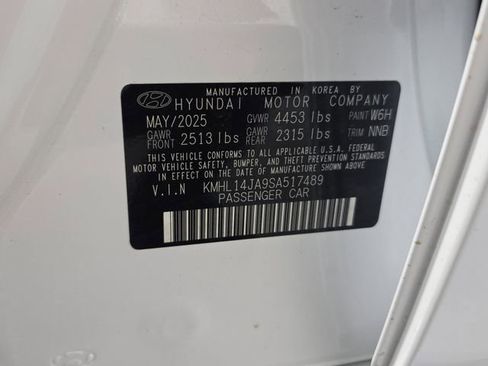 MANUFACTURED IN KOREA BY
HYUNDAI MOTOR COMPANY
MAY/2025 GVWR 4453 lbs PAINT W6H
GAWR FRONT 2513 lbs GAWR REAR 2315 lbs TRIM NNB
THIS VEHICLE CONFORMS TO ALL APPLICABLE U.S.A. FEDERAL
MOTOR VEHICLE SAFETY, BUMPER, AND THEFT PREVENTION STANDARDS
IN EFFECT ON THE DATE OF MANUFACTURE SHOWN ABOVE
V.I.N KMHL14JA9SA517489
PASSENGER CAR